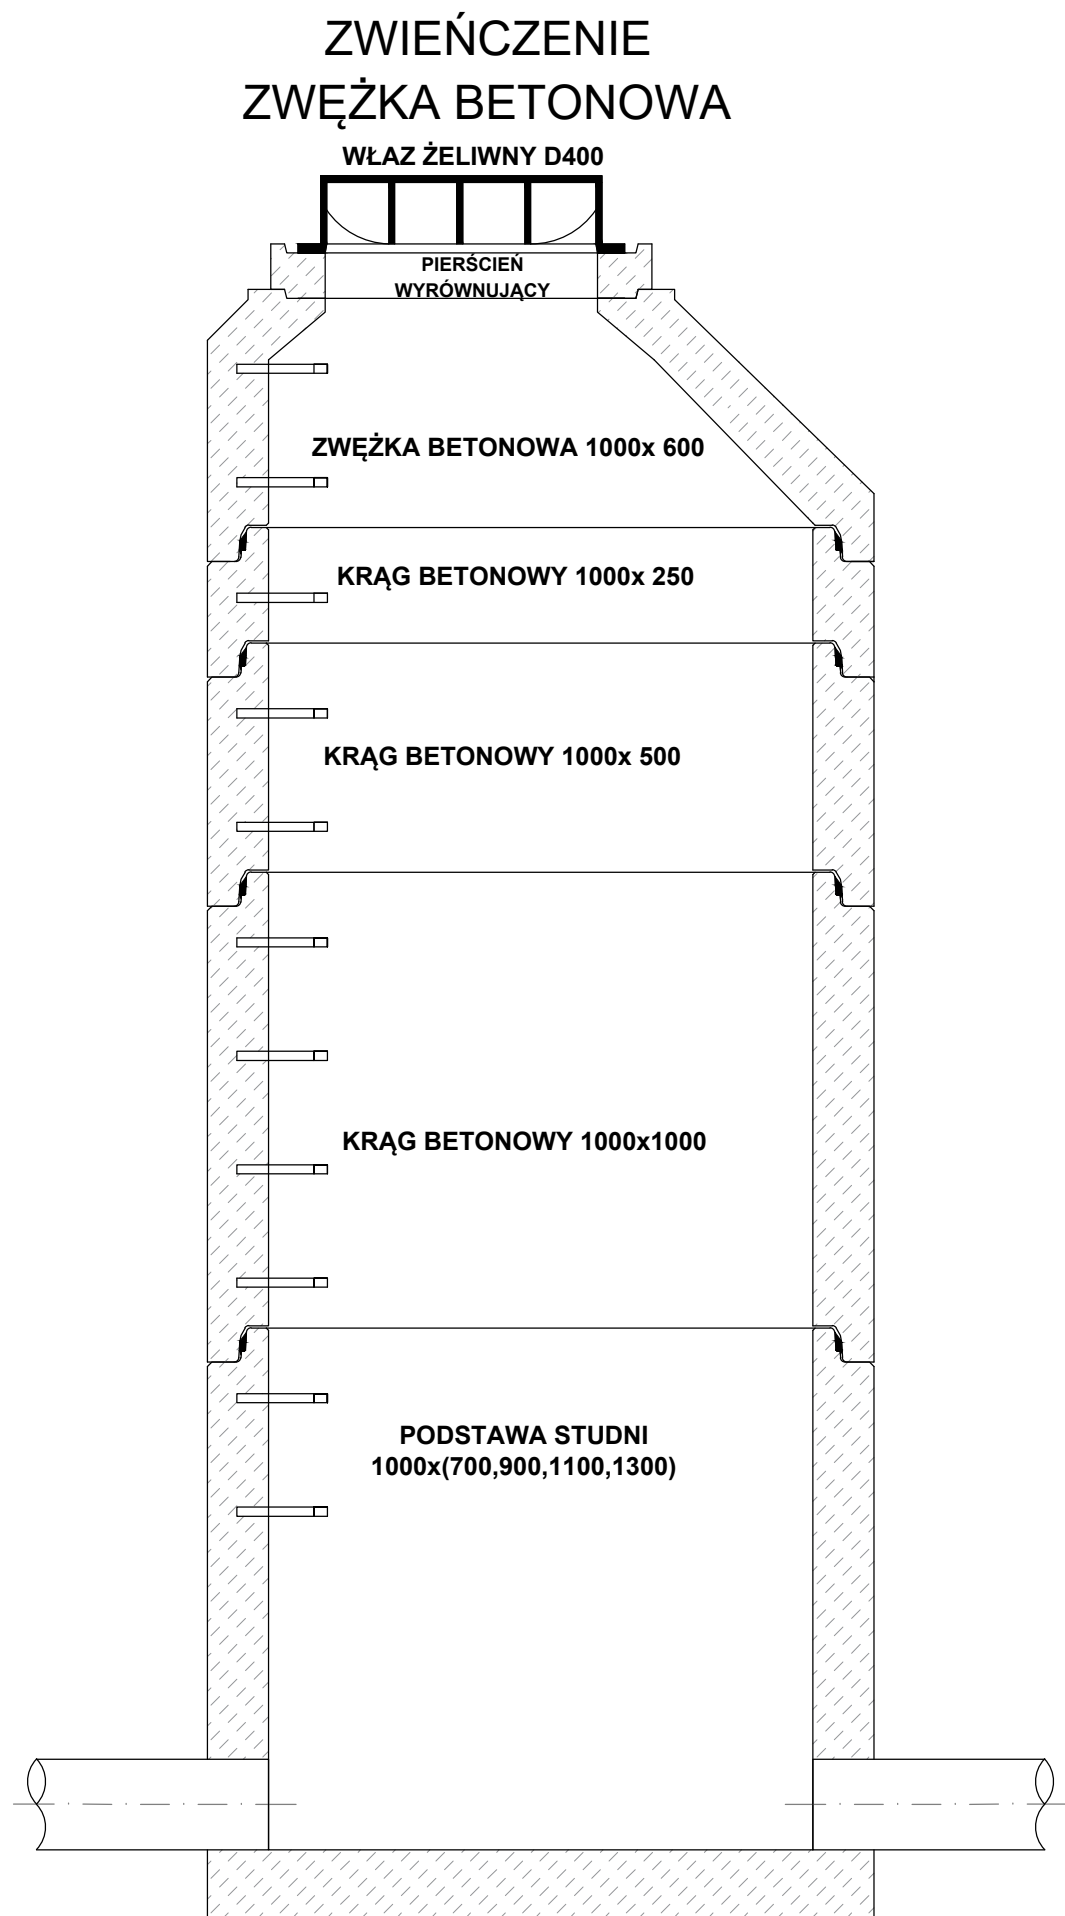 ZWIEŃCZENIE
ZWĘŻKA BETONOWA
WŁAZ ŻELIWNY D400
PIERŚCIEŃ
WYRÓWNUJĄCY
ZWĘŻKA BETONOWA 1000x 600
KRĄG BETONOWY 1000x 250
KRĄG BETONOWY 1000x 500
KRĄG BETONOWY 1000x1000
PODSTAWA STUDNI
1000x(700,900,1100,1300)